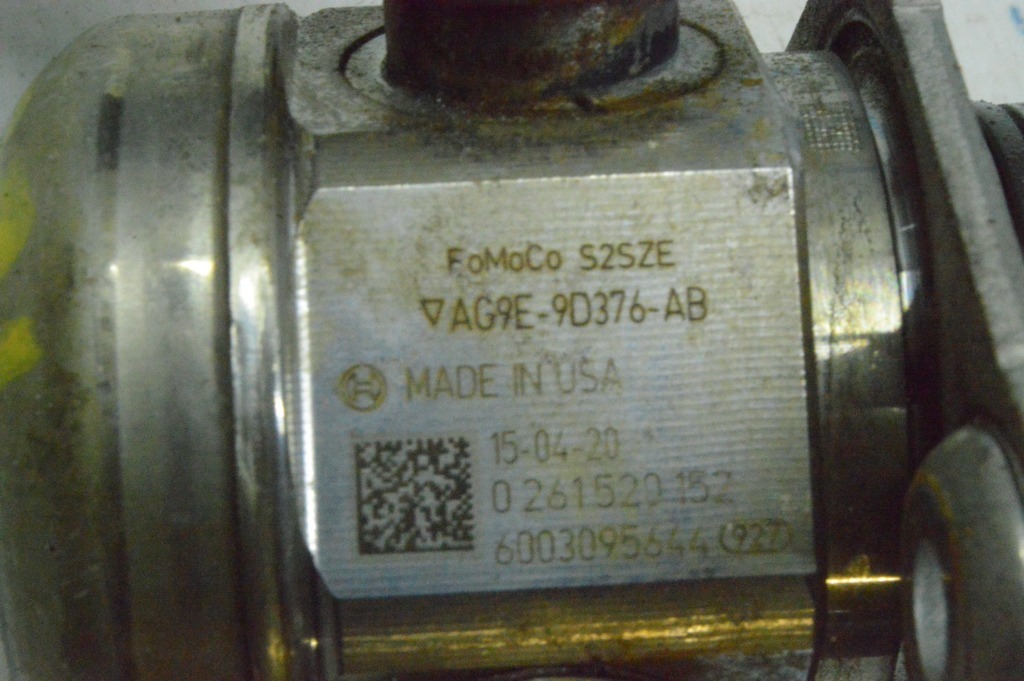 FoMoCo S2SZE
▽AG9E-9D376-AB
MADE IN USA
15-04-20
0 261 520 152
6003095644 (927)